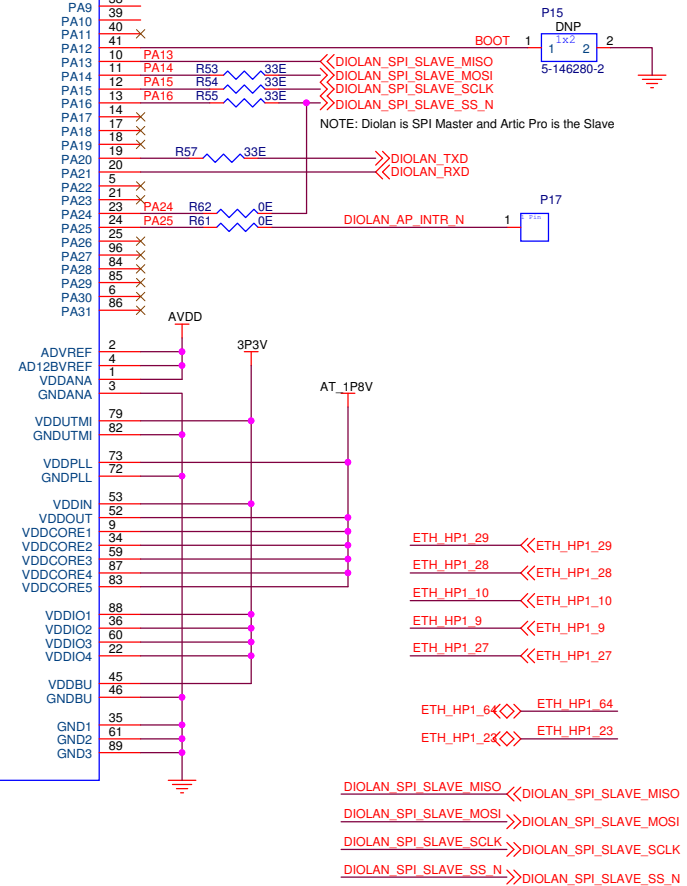 PA9 38
PA10 39
PA11 40
PA12 41 BOOT 1 2
P15
DNP
1x2
1 2
5-146280-2
PA13 10 PA13 DIOLAN_SPI_SLAVE_MISO
PA14 11 PA14 R53 33E DIOLAN_SPI_SLAVE_MOSI
PA15 12 PA15 R54 33E DIOLAN_SPI_SLAVE_SCLK
PA16 13 PA16 R55 33E DIOLAN_SPI_SLAVE_SS_N
NOTE: Diolan is SPI Master and Artic Pro is the Slave
PA17 14
PA18 17
PA19 18
PA20 19 R57 33E DIOLAN_TXD
PA21 20 DIOLAN_RXD
PA22 5
PA23 21
PA24 23 PA24 R62 0E
PA25 24 PA25 R61 0E DIOLAN_AP_INTR_N 1
P17
1 Pin
PA26 25
PA27 96
PA28 84
PA29 85
PA30 6
PA31 86
AVDD
3P3V
AT_1P8V
ADVREF 2
AD12BVREF 4
VDDANA 1
GNDANA 3
VDDUTMI 79
GNDUTMI 82
VDDPLL 73
GNDPLL 72
VDDIN 53
VDDOUT 52
VDDCORE1 9
VDDCORE2 34
VDDCORE3 59
VDDCORE4 87
VDDCORE5 83
VDDIO1 88
VDDIO2 36
VDDIO3 60
VDDIO4 22
VDDBU 45
GNDBU 46
GND1 35
GND2 61
GND3 89
ETH_HP1_29 ETH_HP1_29
ETH_HP1_28 ETH_HP1_28
ETH_HP1_10 ETH_HP1_10
ETH_HP1_9 ETH_HP1_9
ETH_HP1_27 ETH_HP1_27
ETH_HP1_64 ETH_HP1_64
ETH_HP1_23 ETH_HP1_23
DIOLAN_SPI_SLAVE_MISO DIOLAN_SPI_SLAVE_MISO
DIOLAN_SPI_SLAVE_MOSI DIOLAN_SPI_SLAVE_MOSI
DIOLAN_SPI_SLAVE_SCLK DIOLAN_SPI_SLAVE_SCLK
DIOLAN_SPI_SLAVE_SS_N DIOLAN_SPI_SLAVE_SS_N